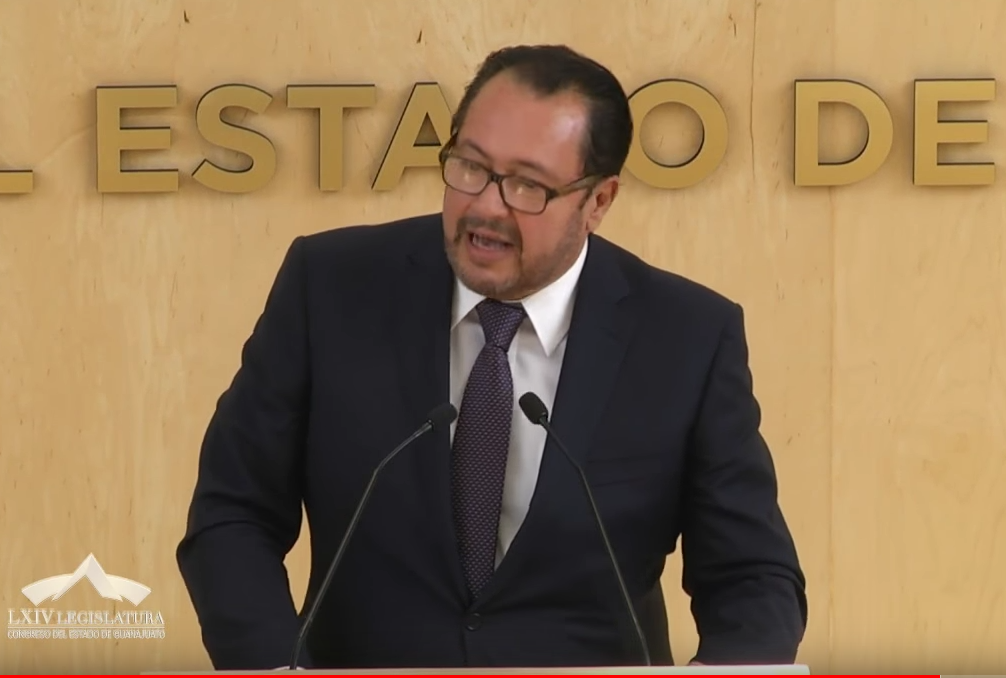 L ESTADO DE
LXIV LEGISLATURA
CONGRESO DEL ESTADO DE GUANAJUATO